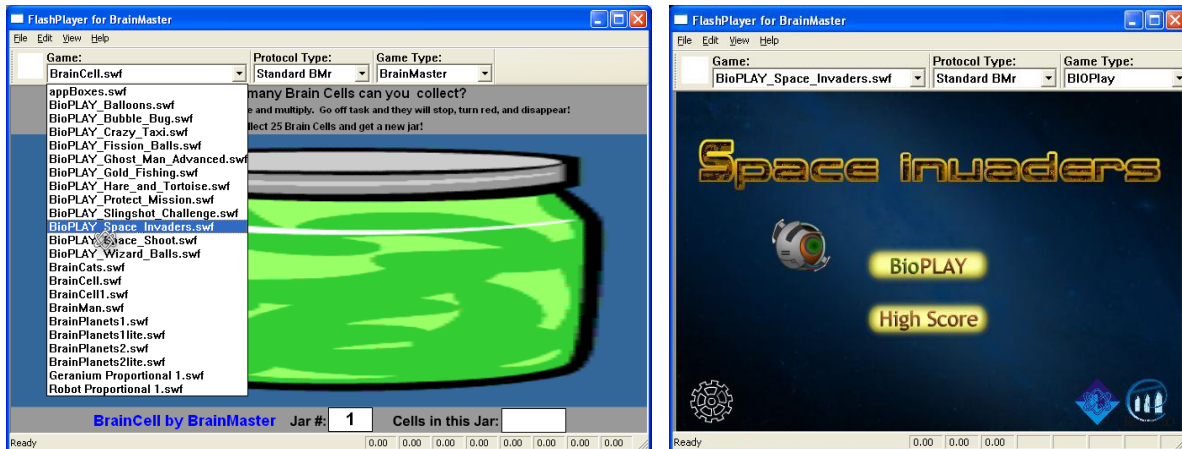 FlashPlayer for BrainMaster
File Edit View Help
Game: Protocol Type: Game Type:
BrainCell.swf Standard BMr BrainMaster
many Brain Cells can you collect?
appBoxes.swf
BioPLAY_Balloons.swf
e and multiply. Go off task and they will stop, turn red, and disappear!
BioPLAY_Bubble_Bug.swf
BioPLAY_Crazy_Taxi.swf
llect 25 Brain Cells and get a new jar!
BioPLAY_Fission_Balls.swf
BioPLAY_Ghost_Man_Advanced.swf
BioPLAY_Gold_Fishing.swf
BioPLAY_Hare_and_Tortoise.swf
BioPLAY_Protect_Mission.swf
BioPLAY_Slingshot_Challenge.swf
BioPLAY_Space_Invaders.swf
BioPLAY_Space_Shoot.swf
BioPLAY_Wizard_Balls.swf
BrainCats.swf
BrainCell.swf
BrainCell1.swf
BrainMan.swf
BrainPlanets1.swf
BrainPlanets1lite.swf
BrainPlanets2.swf
BrainPlanets2lite.swf
Geranium Proportional 1.swf
Robot Proportional 1.swf
BrainCell by BrainMaster Jar #: 1 Cells in this Jar:
Ready 0.00 0.00 0.00 0.00 0.00 0.00 0.00 0.00
FlashPlayer for BrainMaster
File Edit View Help
Game: Protocol Type: Game Type:
BioPLAY_Space_Invaders.swf Standard BMr BIOPlay
Space invaders
BioPLAY
High Score
Ready 0.00 0.00 0.00